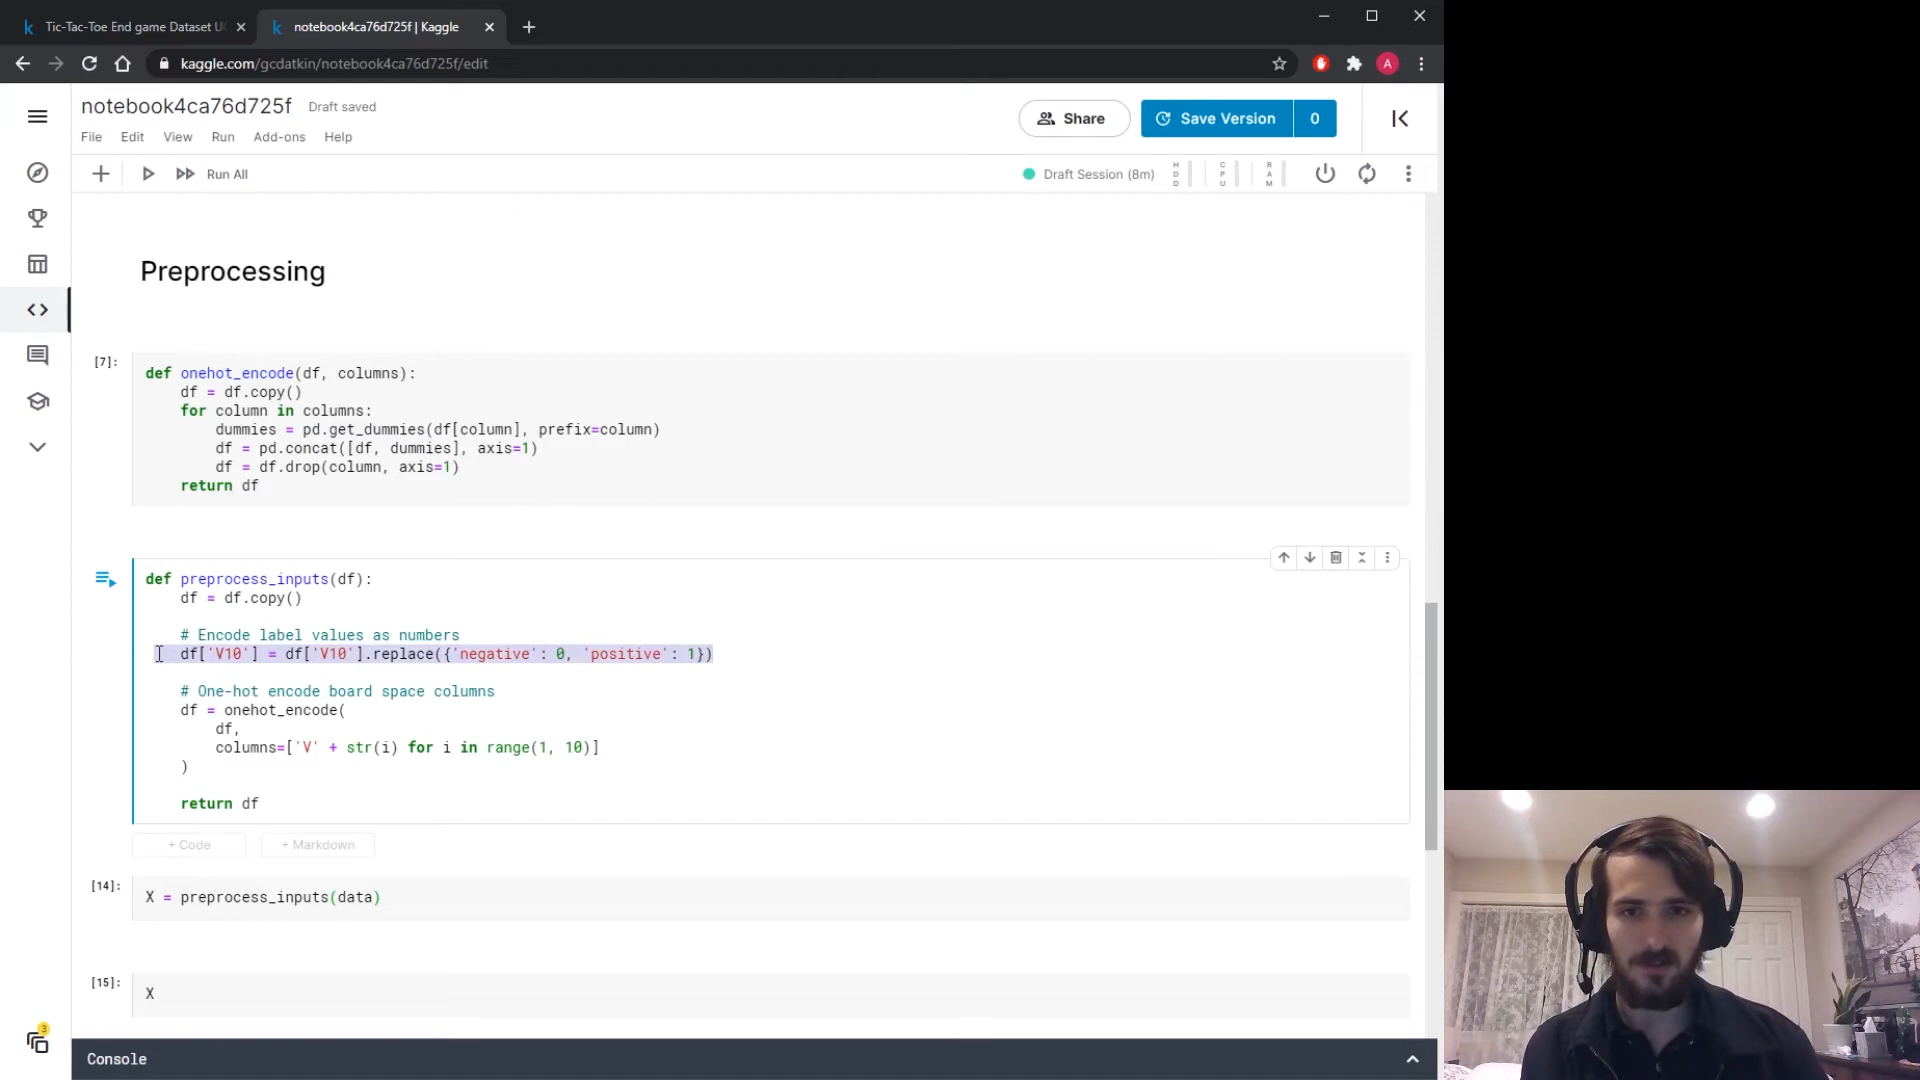 Tic-Tac-Toe End game Dataset U
notebook4ca76d725f | Kaggle
kaggle.com/gcdatkin/notebook4ca76d725f/edit
A
notebook4ca76d725f
Draft saved
File
Edit
View
Run
Add-ons
Help
Share
Save Version
0
Run All
Draft Session (8m)
HDD
CPU
RAM
Preprocessing
[7]:
def onehot_encode(df, columns):
    df = df.copy()
    for column in columns:
        dummies = pd.get_dummies(df[column], prefix=column)
        df = pd.concat([df, dummies], axis=1)
        df = df.drop(column, axis=1)
    return df
def preprocess_inputs(df):
    df = df.copy()
    # Encode label values as numbers
    df['V10'] = df['V10'].replace({'negative': 0, 'positive': 1})
    # One-hot encode board space columns
    df = onehot_encode(
        df,
        columns=['V' + str(i) for i in range(1, 10)]
    )
    return df
+ Code
+ Markdown
[14]:
X = preprocess_inputs(data)
[15]:
X
3
Console